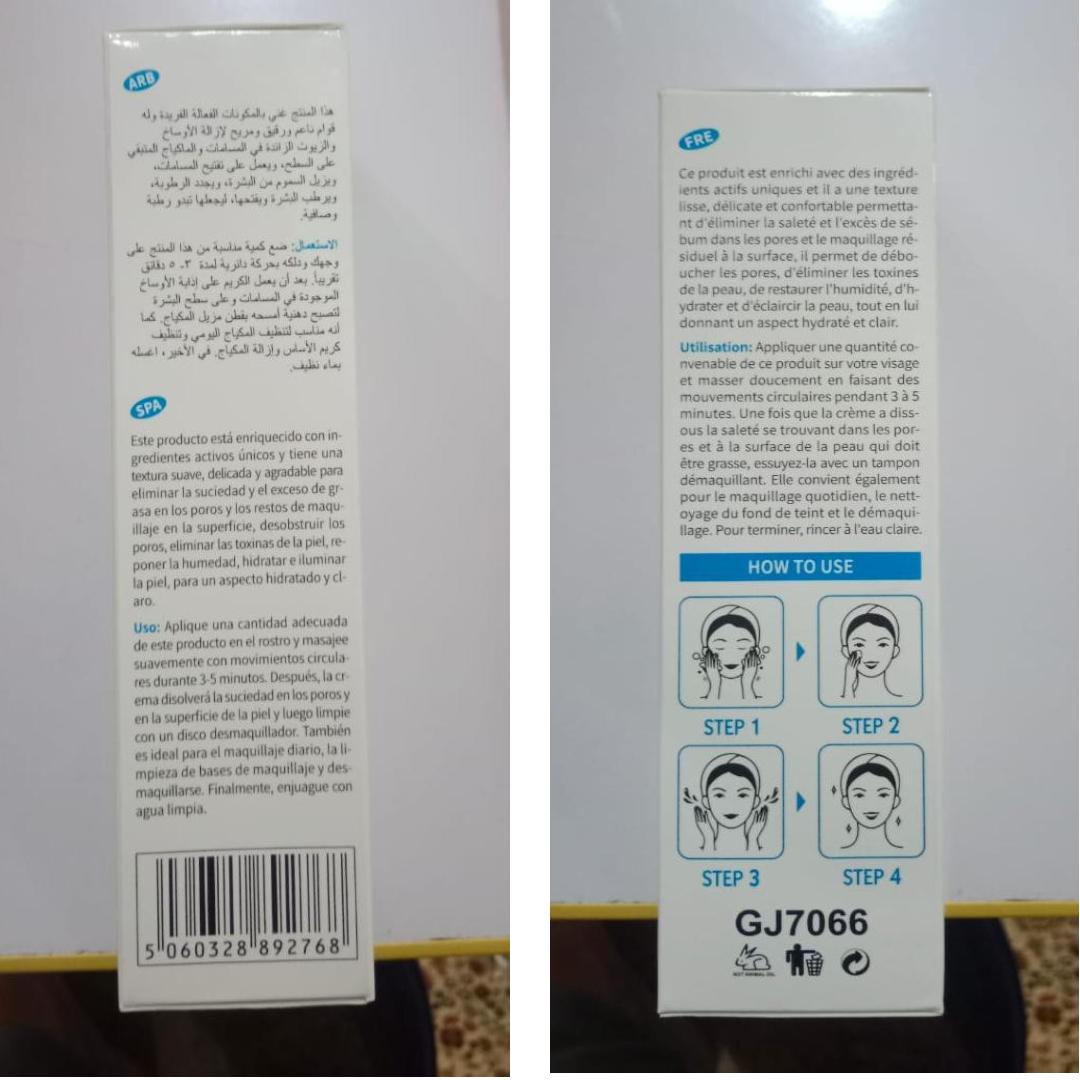 ARB
هذا المنتج غني بالمكونات الفعالة الفريدة وله
قوام ناعم ورقيق ومريح لإزالة الأوساخ
والزيوت الزائدة في المسامات والماكياج المتبقي
على السطح، ويعمل على تفتيح المسامات،
ويزيل السموم من البشرة، ويجدد الرطوبة،
ويرطب البشرة ويفتحها، ليجعلها تبدو رطبة
وصافية.
الاستعمال: ضع كمية مناسبة من هذا المنتج على
وجهك ودلكه بحركة دائرية لمدة ٣-٥ دقائق
تقريباً. بعد أن يعمل الكريم على إذابة الأوساخ
الموجودة في المسامات وعلى سطح البشرة
لتصبح دهنية أمسحه بقطن مزيل المكياج. كما
أنه مناسب لتنظيف المكياج اليومي وتنظيف
كريم الأساس وإزالة المكياج. في الأخير، اغسله
بماء نظيف.
SPA
Este producto está enriquecido con in-
gredientes activos únicos y tiene una
textura suave, delicada y agradable para
eliminar la suciedad y el exceso de gr-
asa en los poros y los restos de maqu-
illaje en la superficie, desobstruir los
poros, eliminar las toxinas de la piel, re-
poner la humedad, hidratar e iluminar
la piel, para un aspecto hidratado y cl-
aro.
Uso: Aplique una cantidad adecuada
de este producto en el rostro y masajee
suavemente con movimientos circula-
res durante 3-5 minutos. Después, la cr-
ema disolverá la suciedad en los poros y
en la superficie de la piel y luego limpie
con un disco desmaquillador. También
es ideal para el maquillaje diario, la li-
mpieza de bases de maquillaje y des-
maquillarse. Finalmente, enjuague con
agua limpia.
5 060328 892768
FRE
Ce produit est enrichi avec des ingréd-
ients actifs uniques et il a une texture
lisse, délicate et confortable permetta-
nt d'éliminer la saleté et l'excès de sé-
bum dans les pores et le maquillage ré-
siduel à la surface, il permet de débo-
ucher les pores, d'éliminer les toxines
de la peau, de restaurer l'humidité, d'h-
ydrater et d'éclaircir la peau, tout en lui
donnant un aspect hydraté et clair.
Utilisation: Appliquer une quantité co-
nvenable de ce produit sur votre visage
et masser doucement en faisant des
mouvements circulaires pendant 3 à 5
minutes. Une fois que la crème a diss-
ous la saleté se trouvant dans les por-
es et à la surface de la peau qui doit
être grasse, essuyez-la avec un tampon
démaquillant. Elle convient également
pour le maquillage quotidien, le nett-
oyage du fond de teint et le démaqui-
llage. Pour terminer, rincer à l'eau claire.
HOW TO USE
STEP 1
STEP 2
STEP 3
STEP 4
GJ7066
NOT ANIMAL OIL